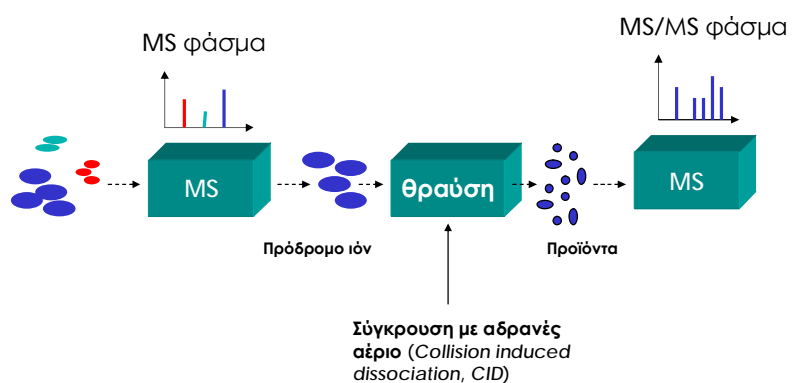 MS φάσμα
MS/MS φάσμα
MS
θραύση
MS
Πρόδρομο ιόν
Προϊόντα
Σύγκρουση με αδρανές
αέριο (Collision induced
dissociation, CID)